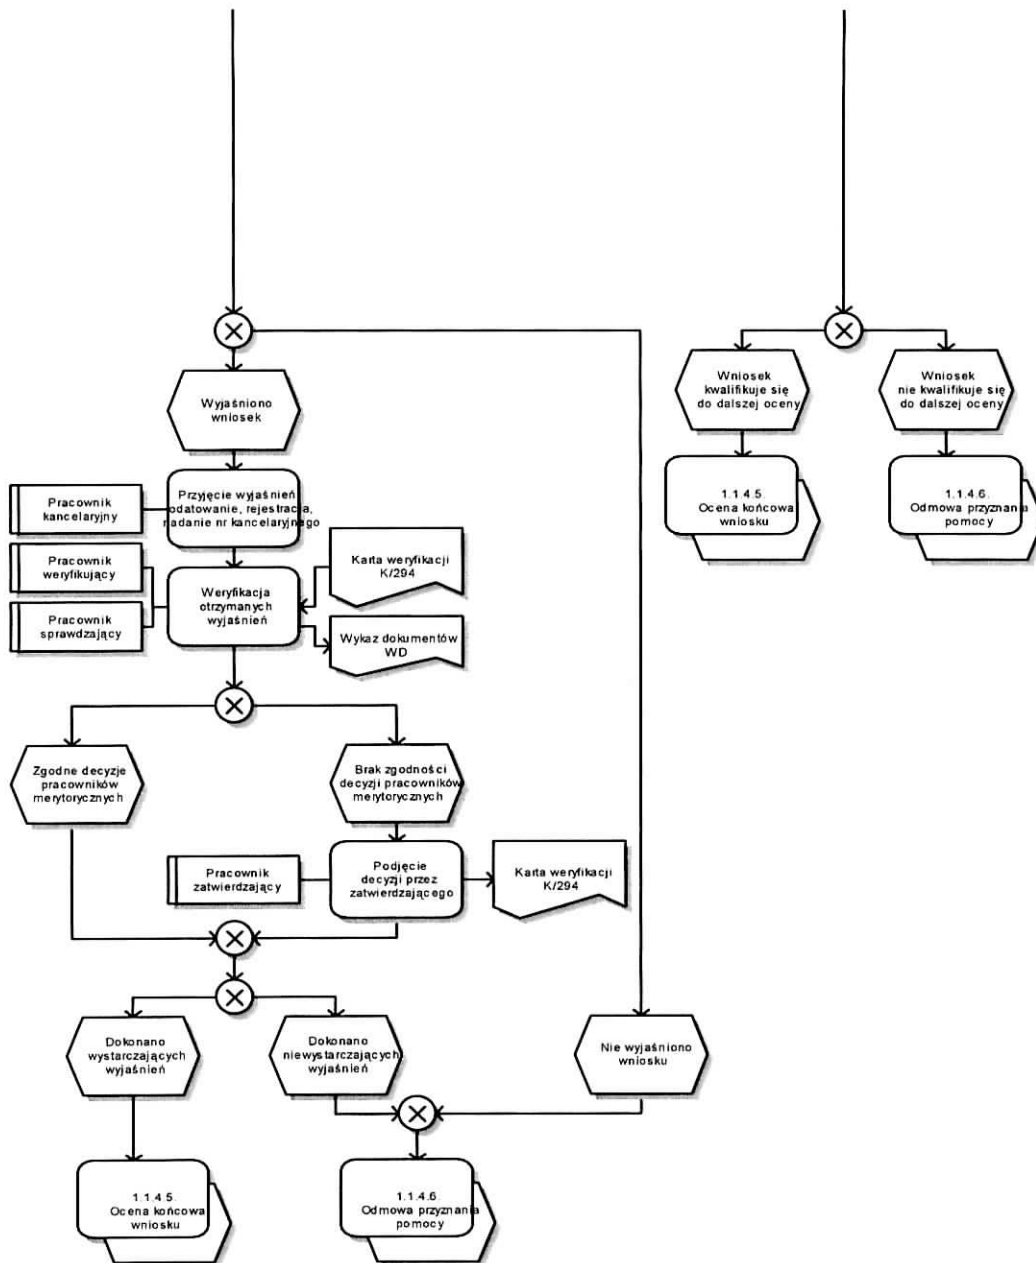 Wniosek
kwalifikuje się
do dalszej oceny
Wniosek
nie kwalifikuje się
do dalszej oceny
Wyjaśniono
wniosek
1.1.4.5.
Ocena końcowa
wniosku
1.1.4.6.
Odmowa przyznania
pomocy
Pracownik
kancelaryjny
Przyjęcie wyjaśnień
odatowanie, rejestracja,
nadanie nr kancelaryjnego
Pracownik
weryfikujący
Karta weryfikacji
K/294
Weryfikacja
otrzymanych
wyjaśnień
Pracownik
sprawdzający
Wykaz dokumentów
WD
Zgodne decyzje
pracowników
merytorycznych
Brak zgodności
decyzji pracowników
merytorycznych
Pracownik
zatwierdzający
Podjęcie
decyzji przez
zatwierdzającego
Karta weryfikacji
K/294
Dokonano
wystarczających
wyjaśnień
Dokonano
niewystarczających
wyjaśnień
Nie wyjaśniono
wniosku
1.1.4.5.
Ocena końcowa
wniosku
1.1.4.6
Odmowa przyznania
pomocy